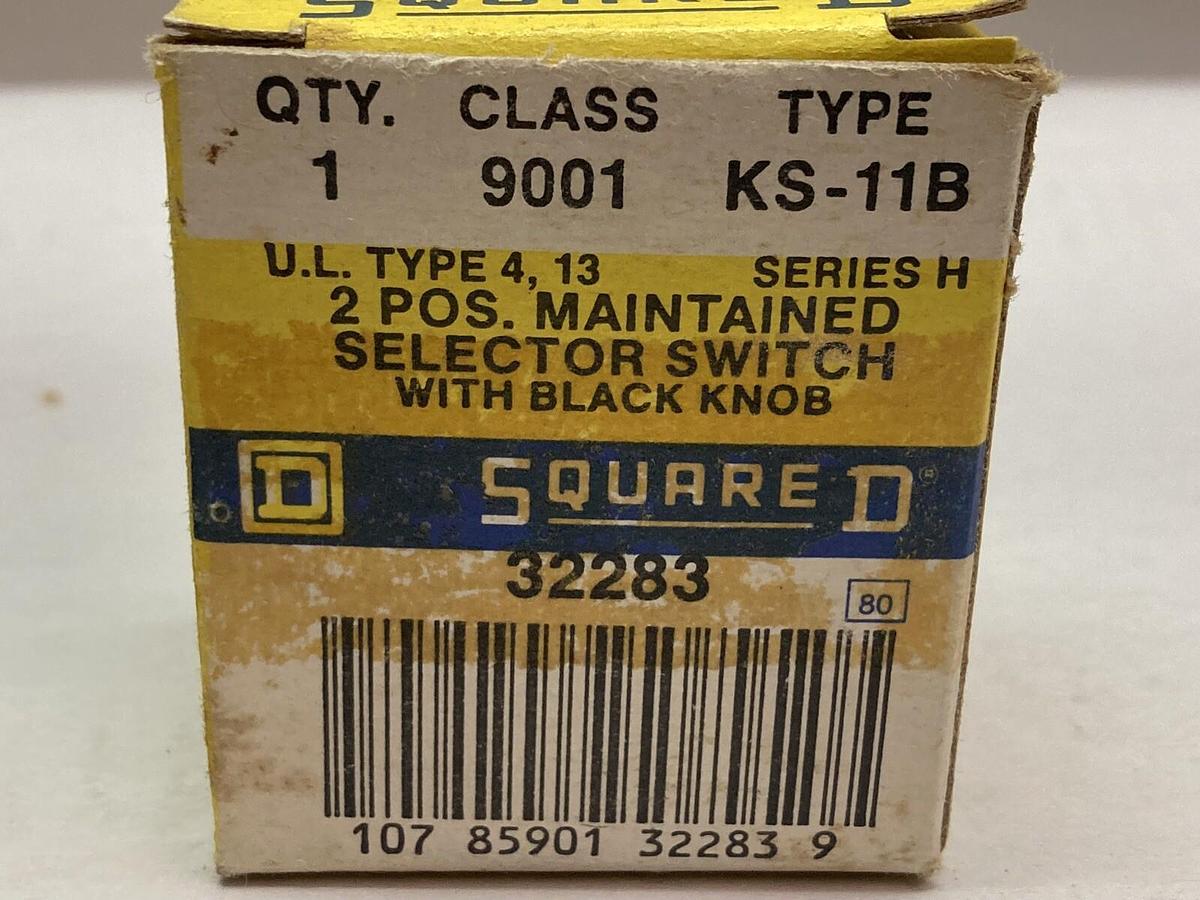 SQUARE D
QTY. CLASS TYPE
1 9001 KS-11B
U.L. TYPE 4, 13 SERIES H
2 POS. MAINTAINED
SELECTOR SWITCH
WITH BLACK KNOB
D SQUARE D®
32283
80
107 85901 32283 9